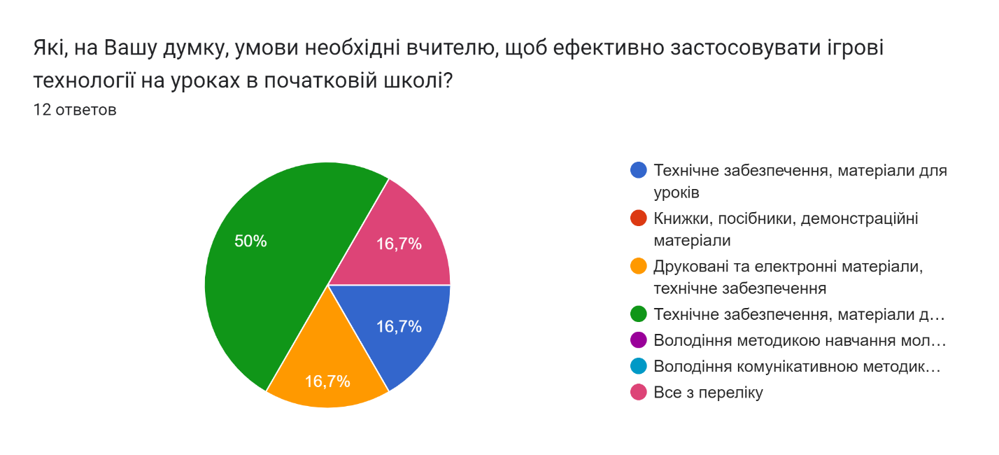 Які, на Вашу думку, умови необхідні вчителю, щоб ефективно застосовувати ігрові
технології на уроках в початковій школі?
12 ответов
50%
16,7%
16,7%
16,7%
Технічне забезпечення, матеріали для
уроків
Книжки, посібники, демонстраційні
матеріали
Друковані та електронні матеріали,
технічне забезпечення
Технічне забезпечення, матеріали д…
Володіння методикою навчання мол…
Володіння комунікативною методик…
Все з переліку